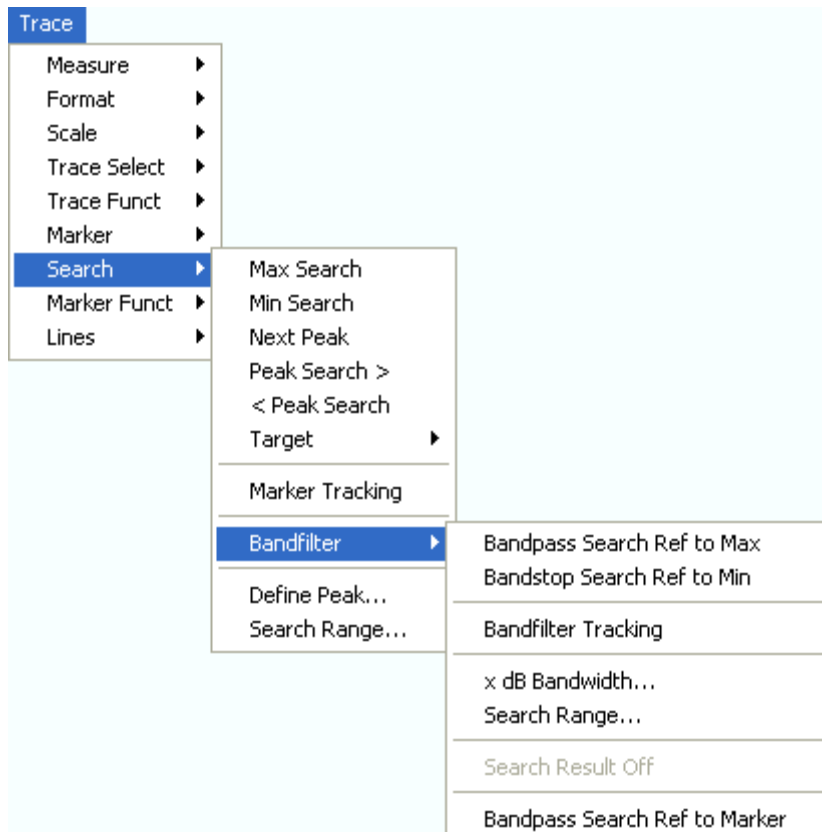 Trace
Measure
Format
Scale
Trace Select
Trace Funct
Marker
Search
Marker Funct
Lines
Max Search
Min Search
Next Peak
Peak Search >
< Peak Search
Target
Marker Tracking
Bandfilter
Define Peak...
Search Range...
Bandpass Search Ref to Max
Bandstop Search Ref to Min
Bandfilter Tracking
x dB Bandwidth...
Search Range...
Search Result Off
Bandpass Search Ref to Marker